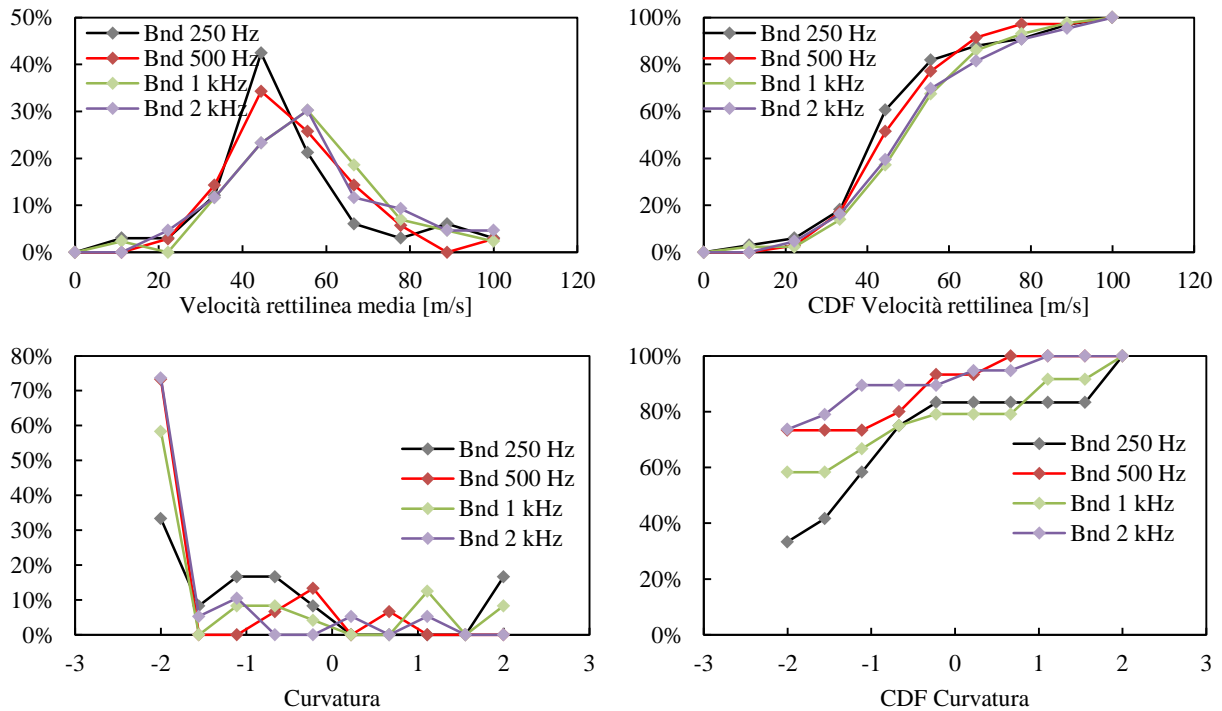 50%
40%
30%
20%
10%
0%
Bnd 250 Hz
Bnd 500 Hz
Bnd 1 kHz
Bnd 2 kHz
0 20 40 60 80 100 120
Velocità rettilinea media [m/s]
100%
80%
60%
40%
20%
0%
Bnd 250 Hz
Bnd 500 Hz
Bnd 1 kHz
Bnd 2 kHz
0 20 40 60 80 100 120
CDF Velocità rettilinea [m/s]
80%
70%
60%
50%
40%
30%
20%
10%
0%
Bnd 250 Hz
Bnd 500 Hz
Bnd 1 kHz
Bnd 2 kHz
-3 -2 -1 0 1 2 3
Curvatura
100%
80%
60%
40%
20%
0%
Bnd 250 Hz
Bnd 500 Hz
Bnd 1 kHz
Bnd 2 kHz
-3 -2 -1 0 1 2 3
CDF Curvatura